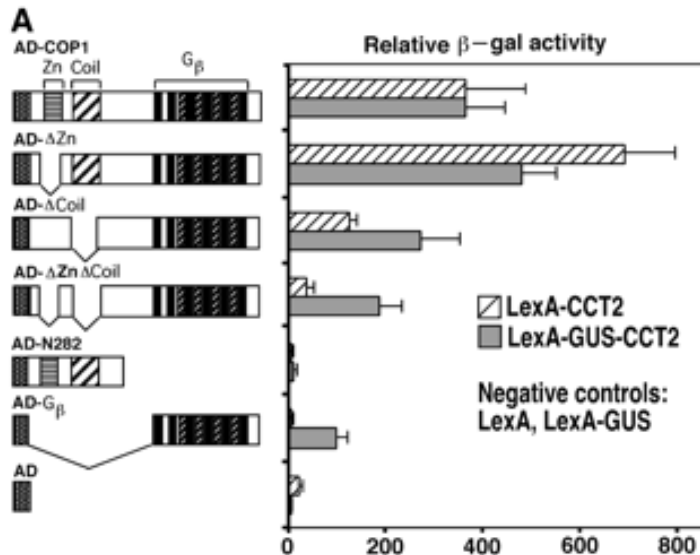 A
AD-COP1
Zn Coil Gβ
AD-ΔZn
AD-ΔCoil
AD-ΔZn ΔCoil
AD-N282
AD-Gβ
AD
Relative β-gal activity
LexA-CCT2
LexA-GUS-CCT2
Negative controls:
LexA, LexA-GUS
0 200 400 600 800